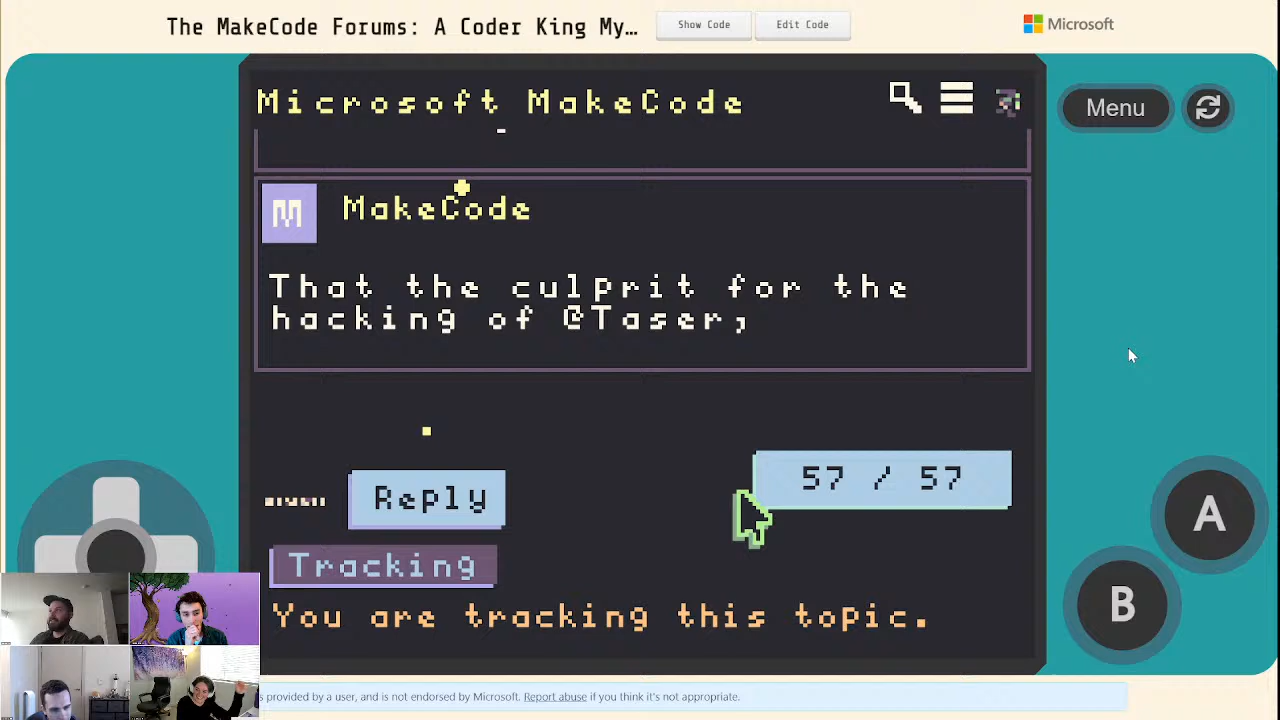 The MakeCode Forums: A Coder King My…
Show Code
Edit Code
Microsoft
Microsoft MakeCode
Menu
M
MakeCode
That the culprit for the
hacking of @Taser;
57 / 57
Reply
Tracking
You are tracking this topic.
A
B
s provided by a user, and is not endorsed by Microsoft. Report abuse if you think it's not appropriate.